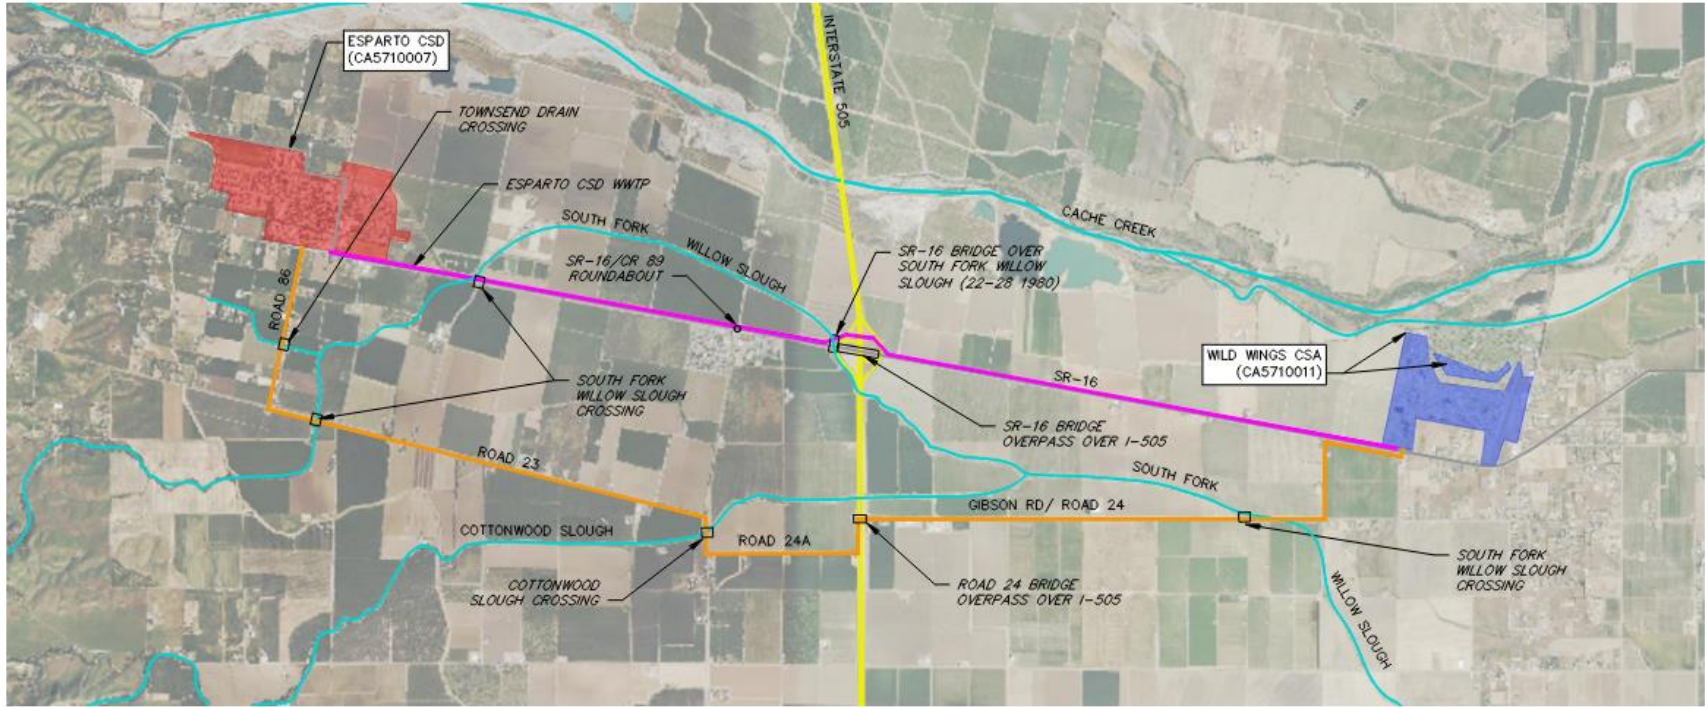 ESPARTO CSD
(CA5710007)
INTERSTATE 505
TOWNSEND DRAIN
CROSSING
ESPARTO CSD WWTP
SOUTH FORK
WILLOW SLOUGH
CACHE CREEK
SR-16/CR 89
ROUNDABOUT
SR-16 BRIDGE OVER
SOUTH FORK WILLOW
SLOUGH (22-28 1980)
ROAD 86
WILD WINGS CSA
(CA5710011)
SR-16
SOUTH FORK
WILLOW SLOUGH
CROSSING
SR-16 BRIDGE
OVERPASS OVER I-505
ROAD 23
SOUTH FORK
GIBSON RD/ ROAD 24
COTTONWOOD SLOUGH
ROAD 24A
COTTONWOOD
SLOUGH CROSSING
ROAD 24 BRIDGE
OVERPASS OVER I-505
SOUTH FORK
WILLOW SLOUGH
CROSSING
WILLOW SLOUGH